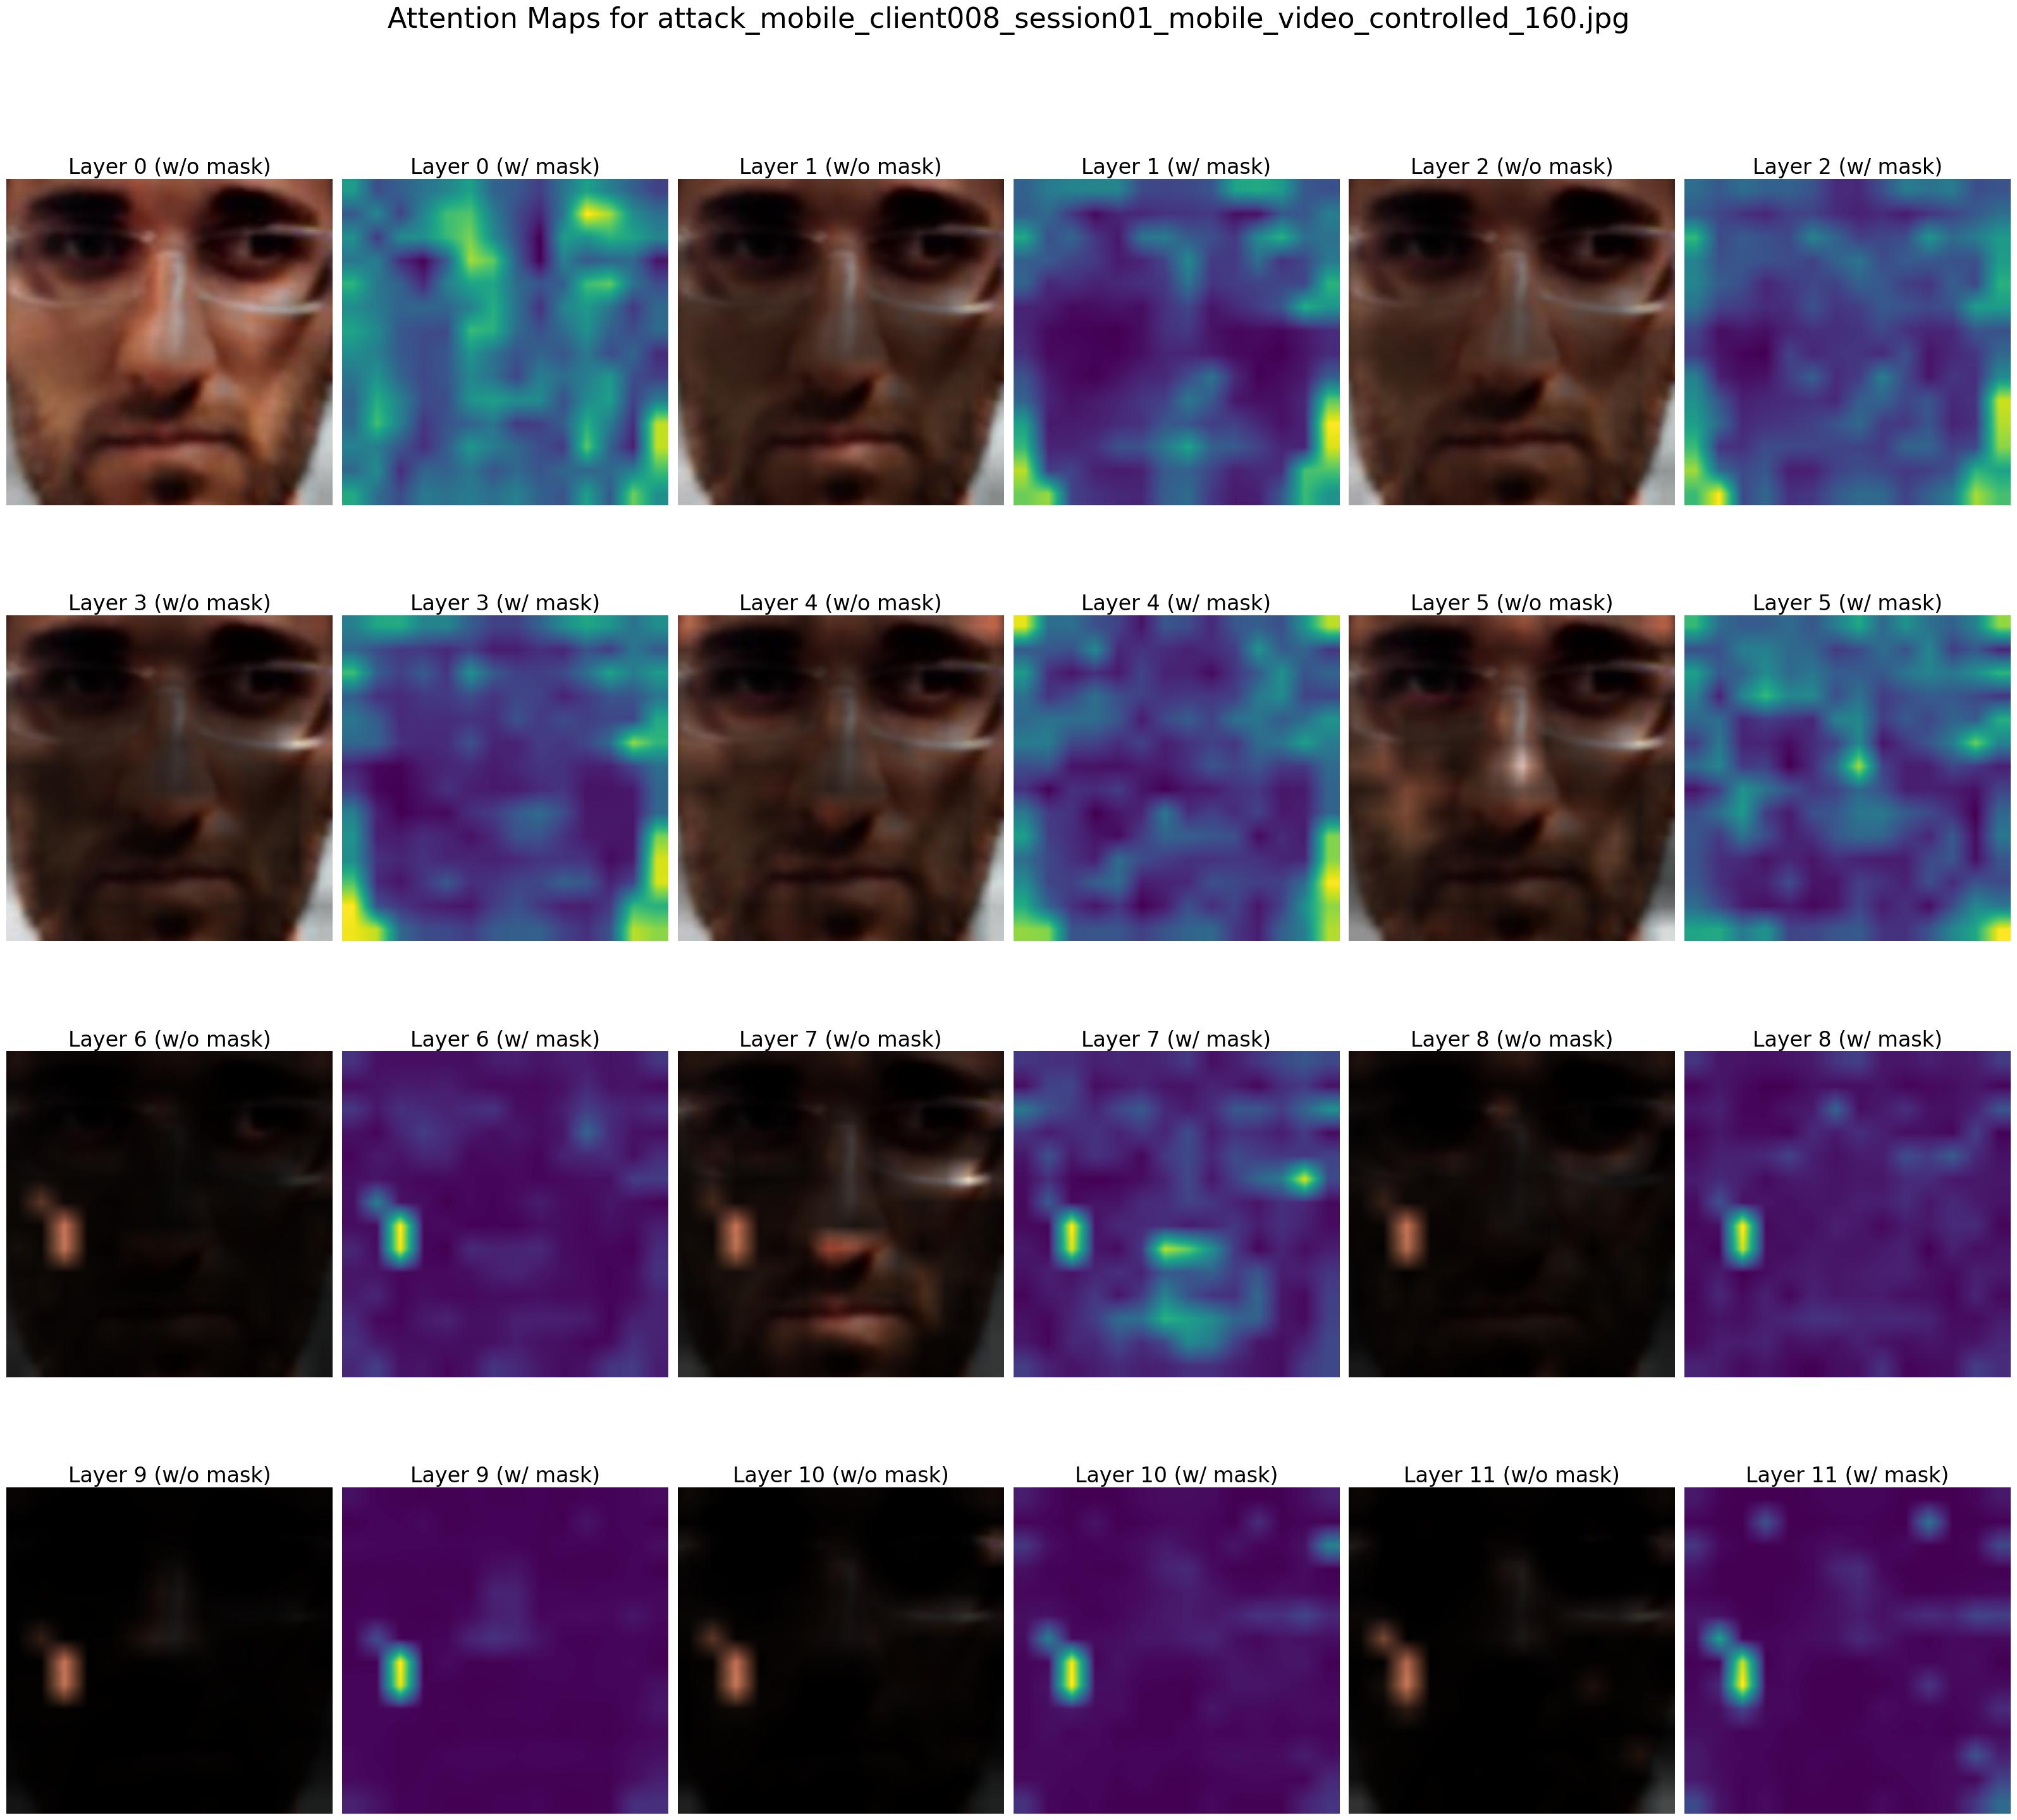 Attention Maps for attack_mobile_client008_session01_mobile_video_controlled_160.jpg
Layer 0 (w/o mask) Layer 0 (w/ mask) Layer 1 (w/o mask) Layer 1 (w/ mask) Layer 2 (w/o mask) Layer 2 (w/ mask)
Layer 3 (w/o mask) Layer 3 (w/ mask) Layer 4 (w/o mask) Layer 4 (w/ mask) Layer 5 (w/o mask) Layer 5 (w/ mask)
Layer 6 (w/o mask) Layer 6 (w/ mask) Layer 7 (w/o mask) Layer 7 (w/ mask) Layer 8 (w/o mask) Layer 8 (w/ mask)
Layer 9 (w/o mask) Layer 9 (w/ mask) Layer 10 (w/o mask) Layer 10 (w/ mask) Layer 11 (w/o mask) Layer 11 (w/ mask)